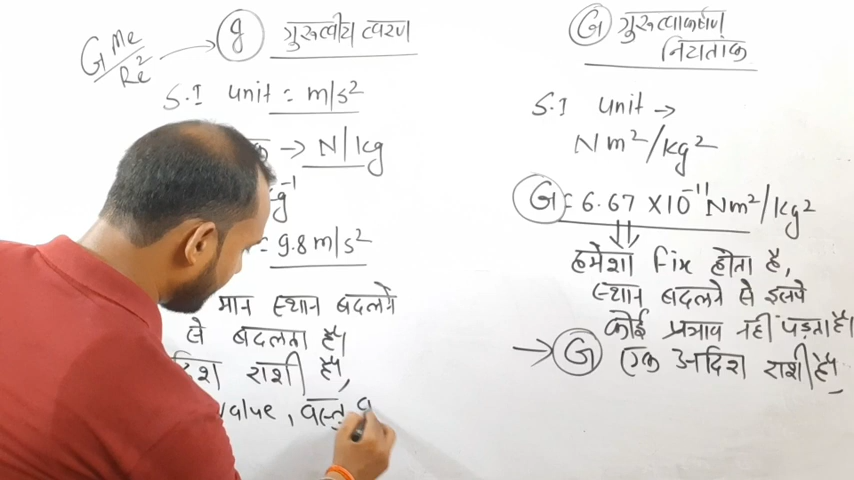 G Me/Re² → g गुरुत्वीय त्वरण
S.I unit = m/s²
→ N/kg
g⁻¹
= 9.8 m/s²
मान स्थान बदलने
से बदलता है।
दिश राशी है,
value, वस्तु
G गुरुत्वाकर्षण
नियतांक
S.I unit →
Nm²/kg²
G = 6.67 X10⁻¹¹ Nm²/kg²
हमेशा fix होता है,
स्थान बदलने से इसपे
कोई प्रभाव नहीं पड़ता है।
→ G एक अदिश राशी है,